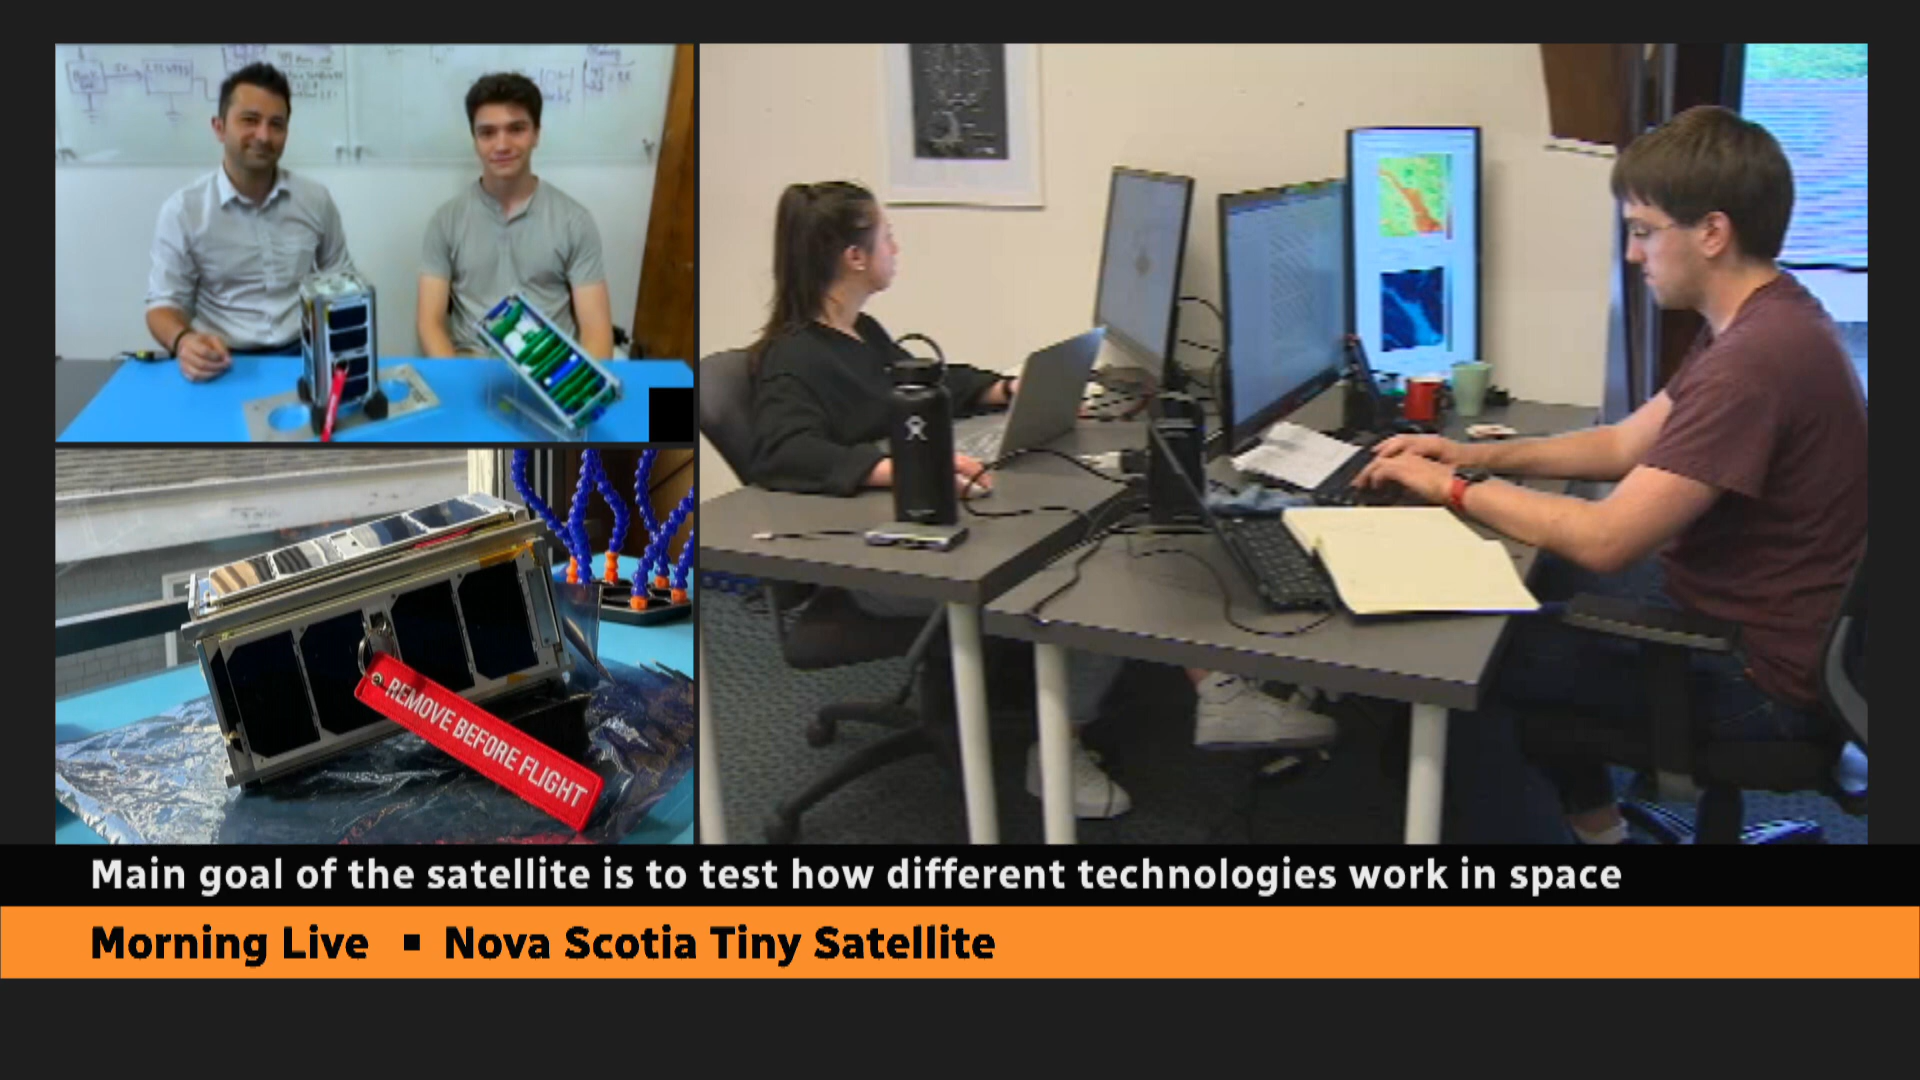 REMOVE BEFORE FLIGHT
Main goal of the satellite is to test how different technologies work in space
Morning Live ▪ Nova Scotia Tiny Satellite